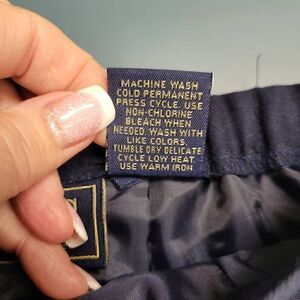 MACHINE WASH
COLD PERMANENT
PRESS CYCLE. USE
NON-CHLORINE
BLEACH WHEN
NEEDED. WASH WITH
LIKE COLORS.
TUMBLE DRY DELICATE
CYCLE LOW HEAT.
USE WARM IRON